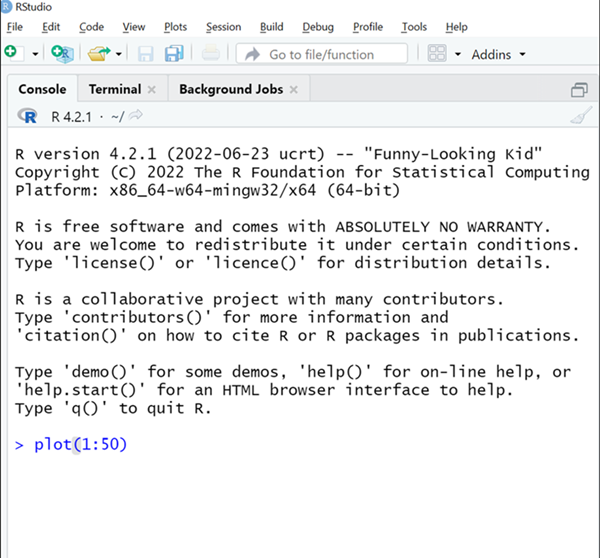 RStudio
File Edit Code View Plots Session Build Debug Profile Tools Help
Go to file/function Addins
Console Terminal Background Jobs
R 4.2.1 · ~/
R version 4.2.1 (2022-06-23 ucrt) -- "Funny-Looking Kid"
Copyright (C) 2022 The R Foundation for Statistical Computing
Platform: x86_64-w64-mingw32/x64 (64-bit)
R is free software and comes with ABSOLUTELY NO WARRANTY.
You are welcome to redistribute it under certain conditions.
Type 'license()' or 'licence()' for distribution details.
R is a collaborative project with many contributors.
Type 'contributors()' for more information and
'citation()' on how to cite R or R packages in publications.
Type 'demo()' for some demos, 'help()' for on-line help, or
'help.start()' for an HTML browser interface to help.
Type 'q()' to quit R.
> plot(1:50)